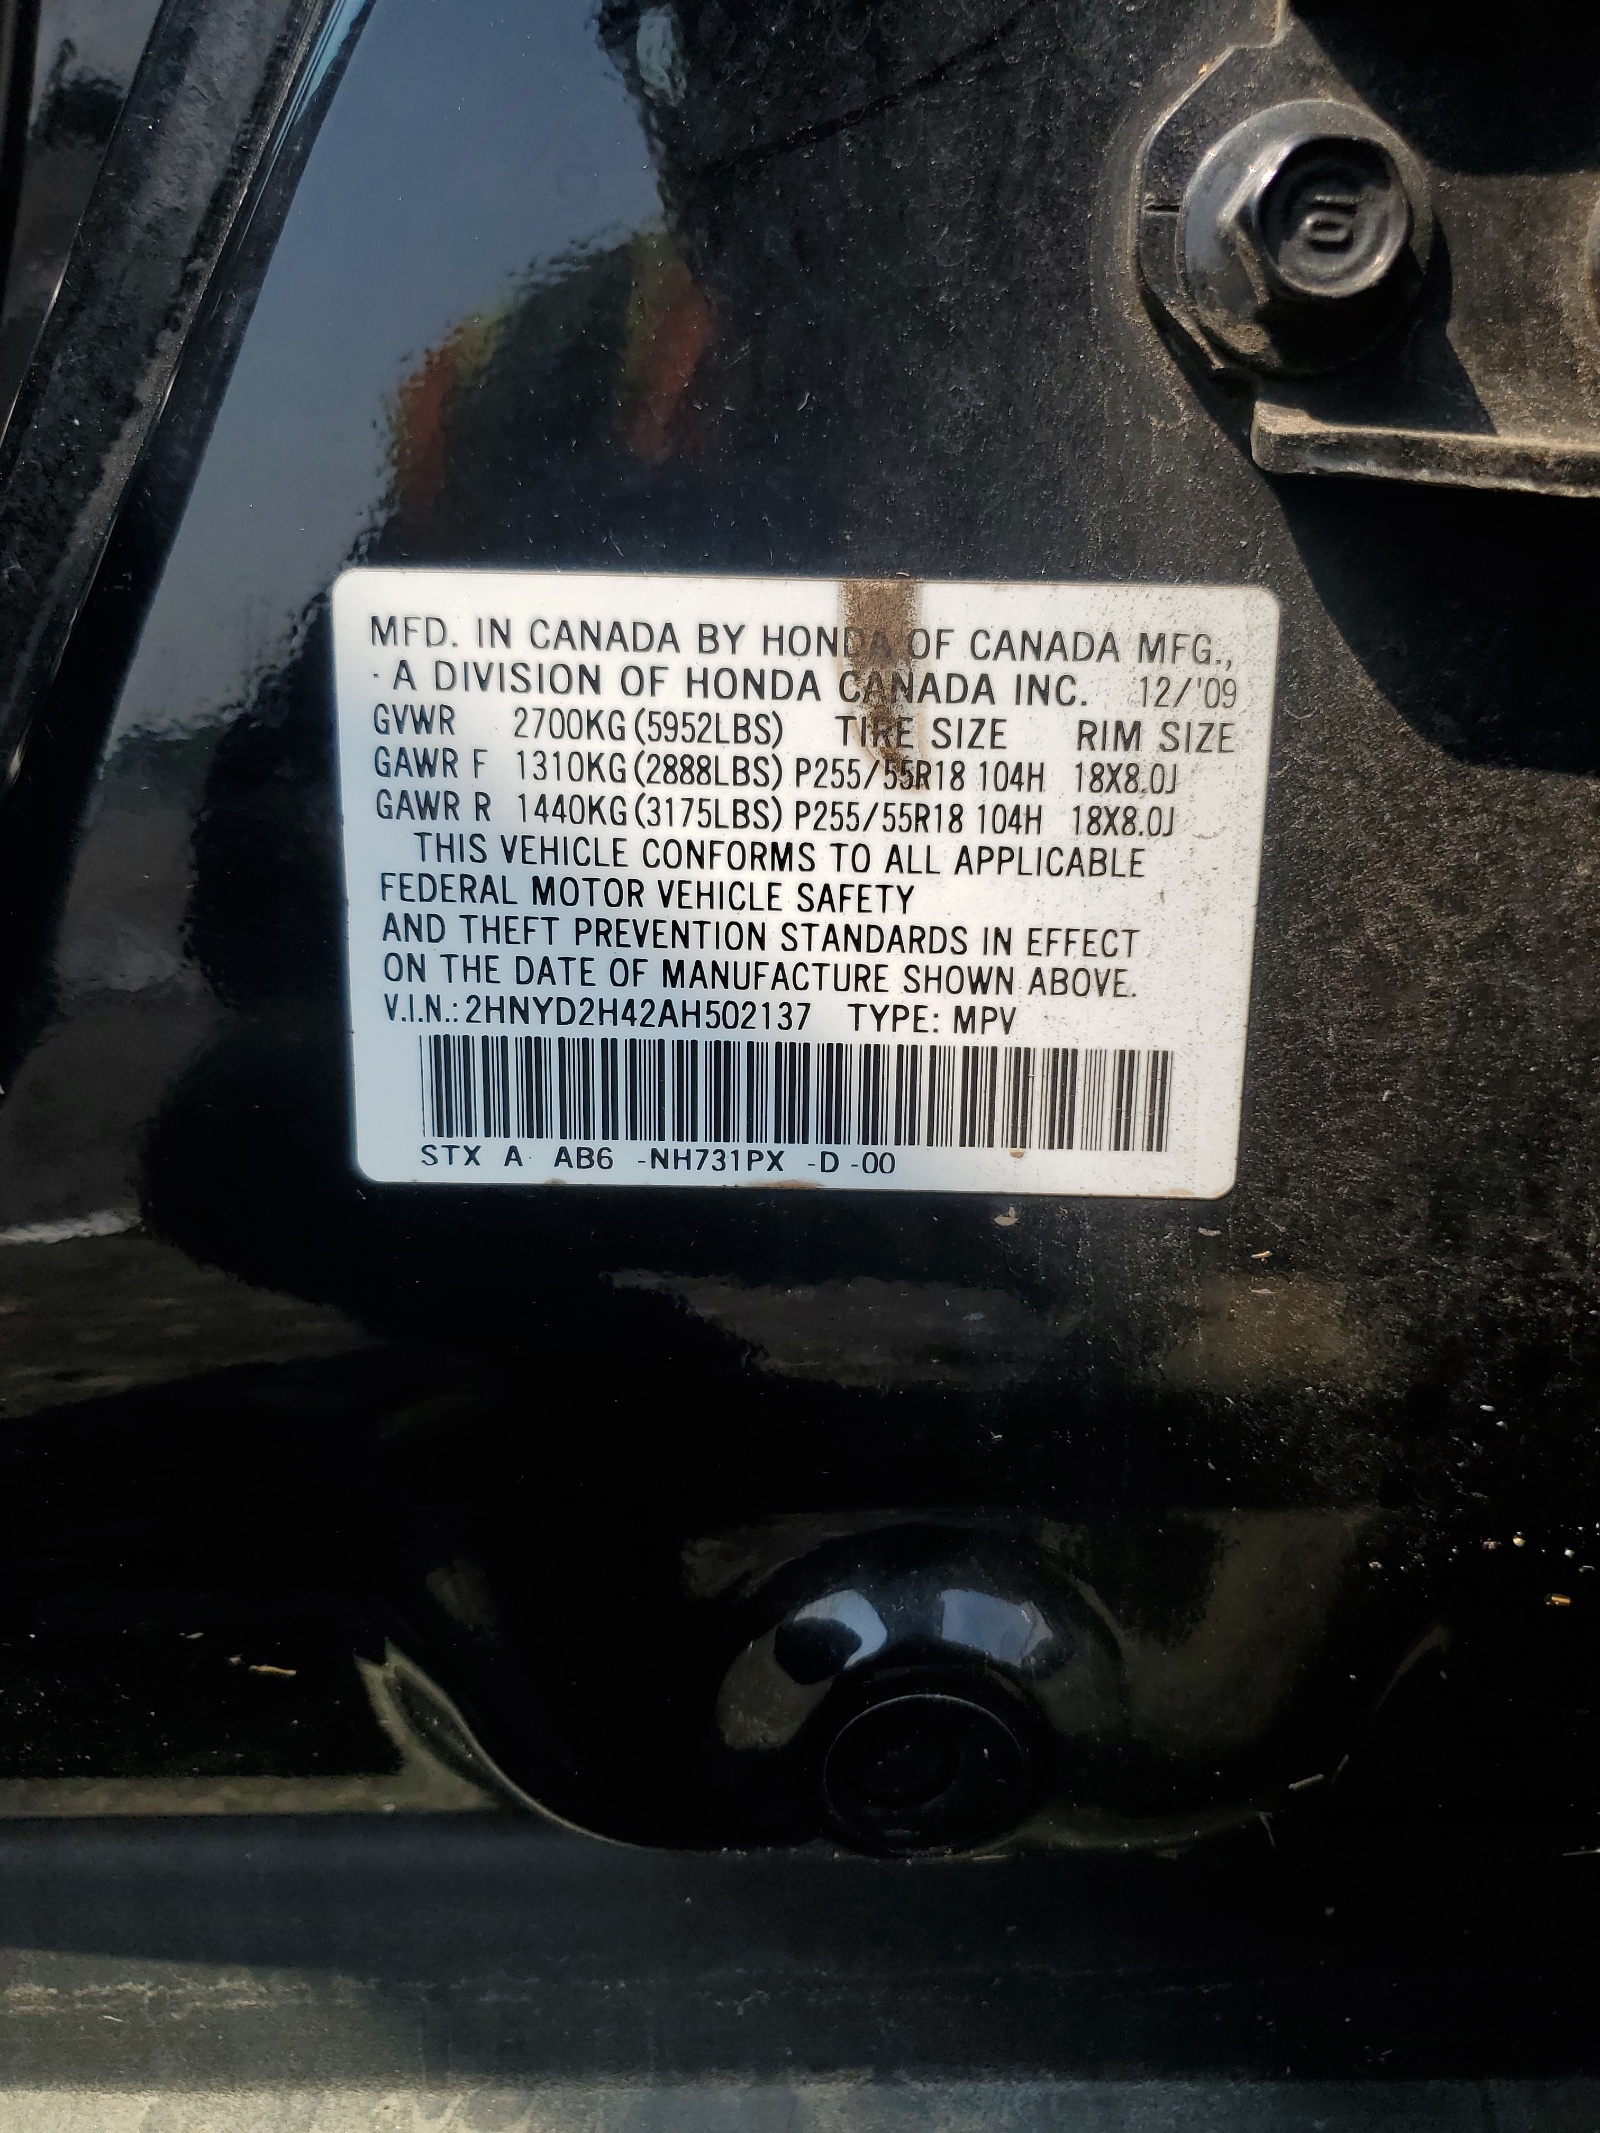 MFD. IN CANADA BY HONDA OF CANADA MFG.,
A DIVISION OF HONDA CANADA INC. 12/'09
GVWR 2700KG(5952LBS) TIRE SIZE RIM SIZE
GAWR F 1310KG(2888LBS) P255/55R18 104H 18X8.0J
GAWR R 1440KG(3175LBS) P255/55R18 104H 18X8.0J
THIS VEHICLE CONFORMS TO ALL APPLICABLE
FEDERAL MOTOR VEHICLE SAFETY
AND THEFT PREVENTION STANDARDS IN EFFECT
ON THE DATE OF MANUFACTURE SHOWN ABOVE.
V.I.N.: 2HNYD2H42AH502137 TYPE: MPV
STX A AB6 -NH731PX -D -00